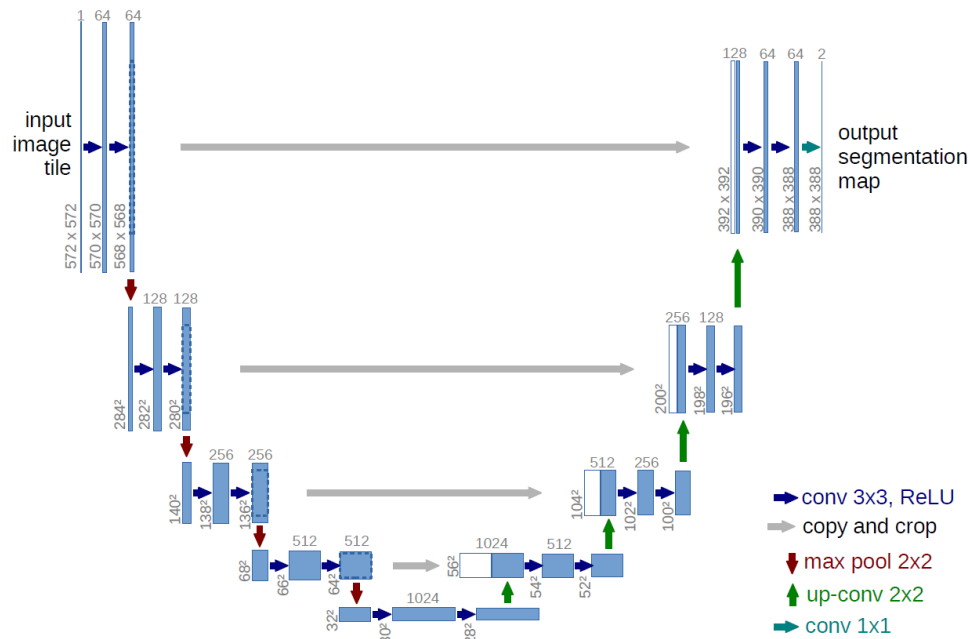 1 64 64
input
image
tile
572 x 572
570 x 570
568 x 568
128 64 64 2
output
segmentation
map
392 x 392
390 x 390
388 x 388
388 x 388
128 128
284²
282²
280²
256 128
200²
198²
196²
256 256
140²
138²
136²
512 256
104²
102²
100²
512 512
68²
66²
64²
1024 512
56²
54²
52²
1024
32²
conv 3x3, ReLU
copy and crop
max pool 2x2
up-conv 2x2
conv 1x1